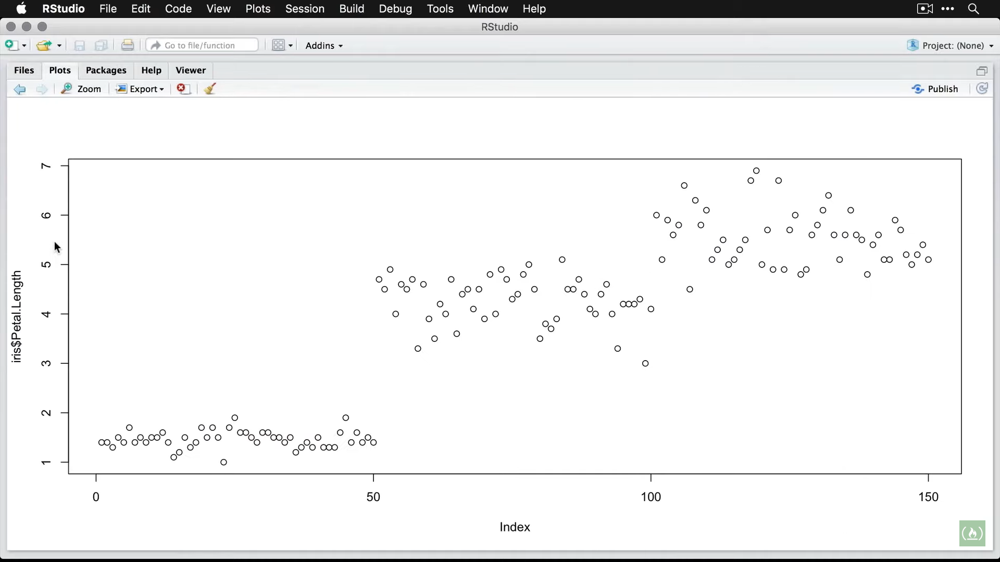 RStudio File Edit Code View Plots Session Build Debug Tools Window Help
RStudio
Go to file/function Addins Project: (None)
Files Plots Packages Help Viewer
Zoom Export Publish
7
6
5
4
3
2
1
iris$Petal.Length
0 50 100 150
Index